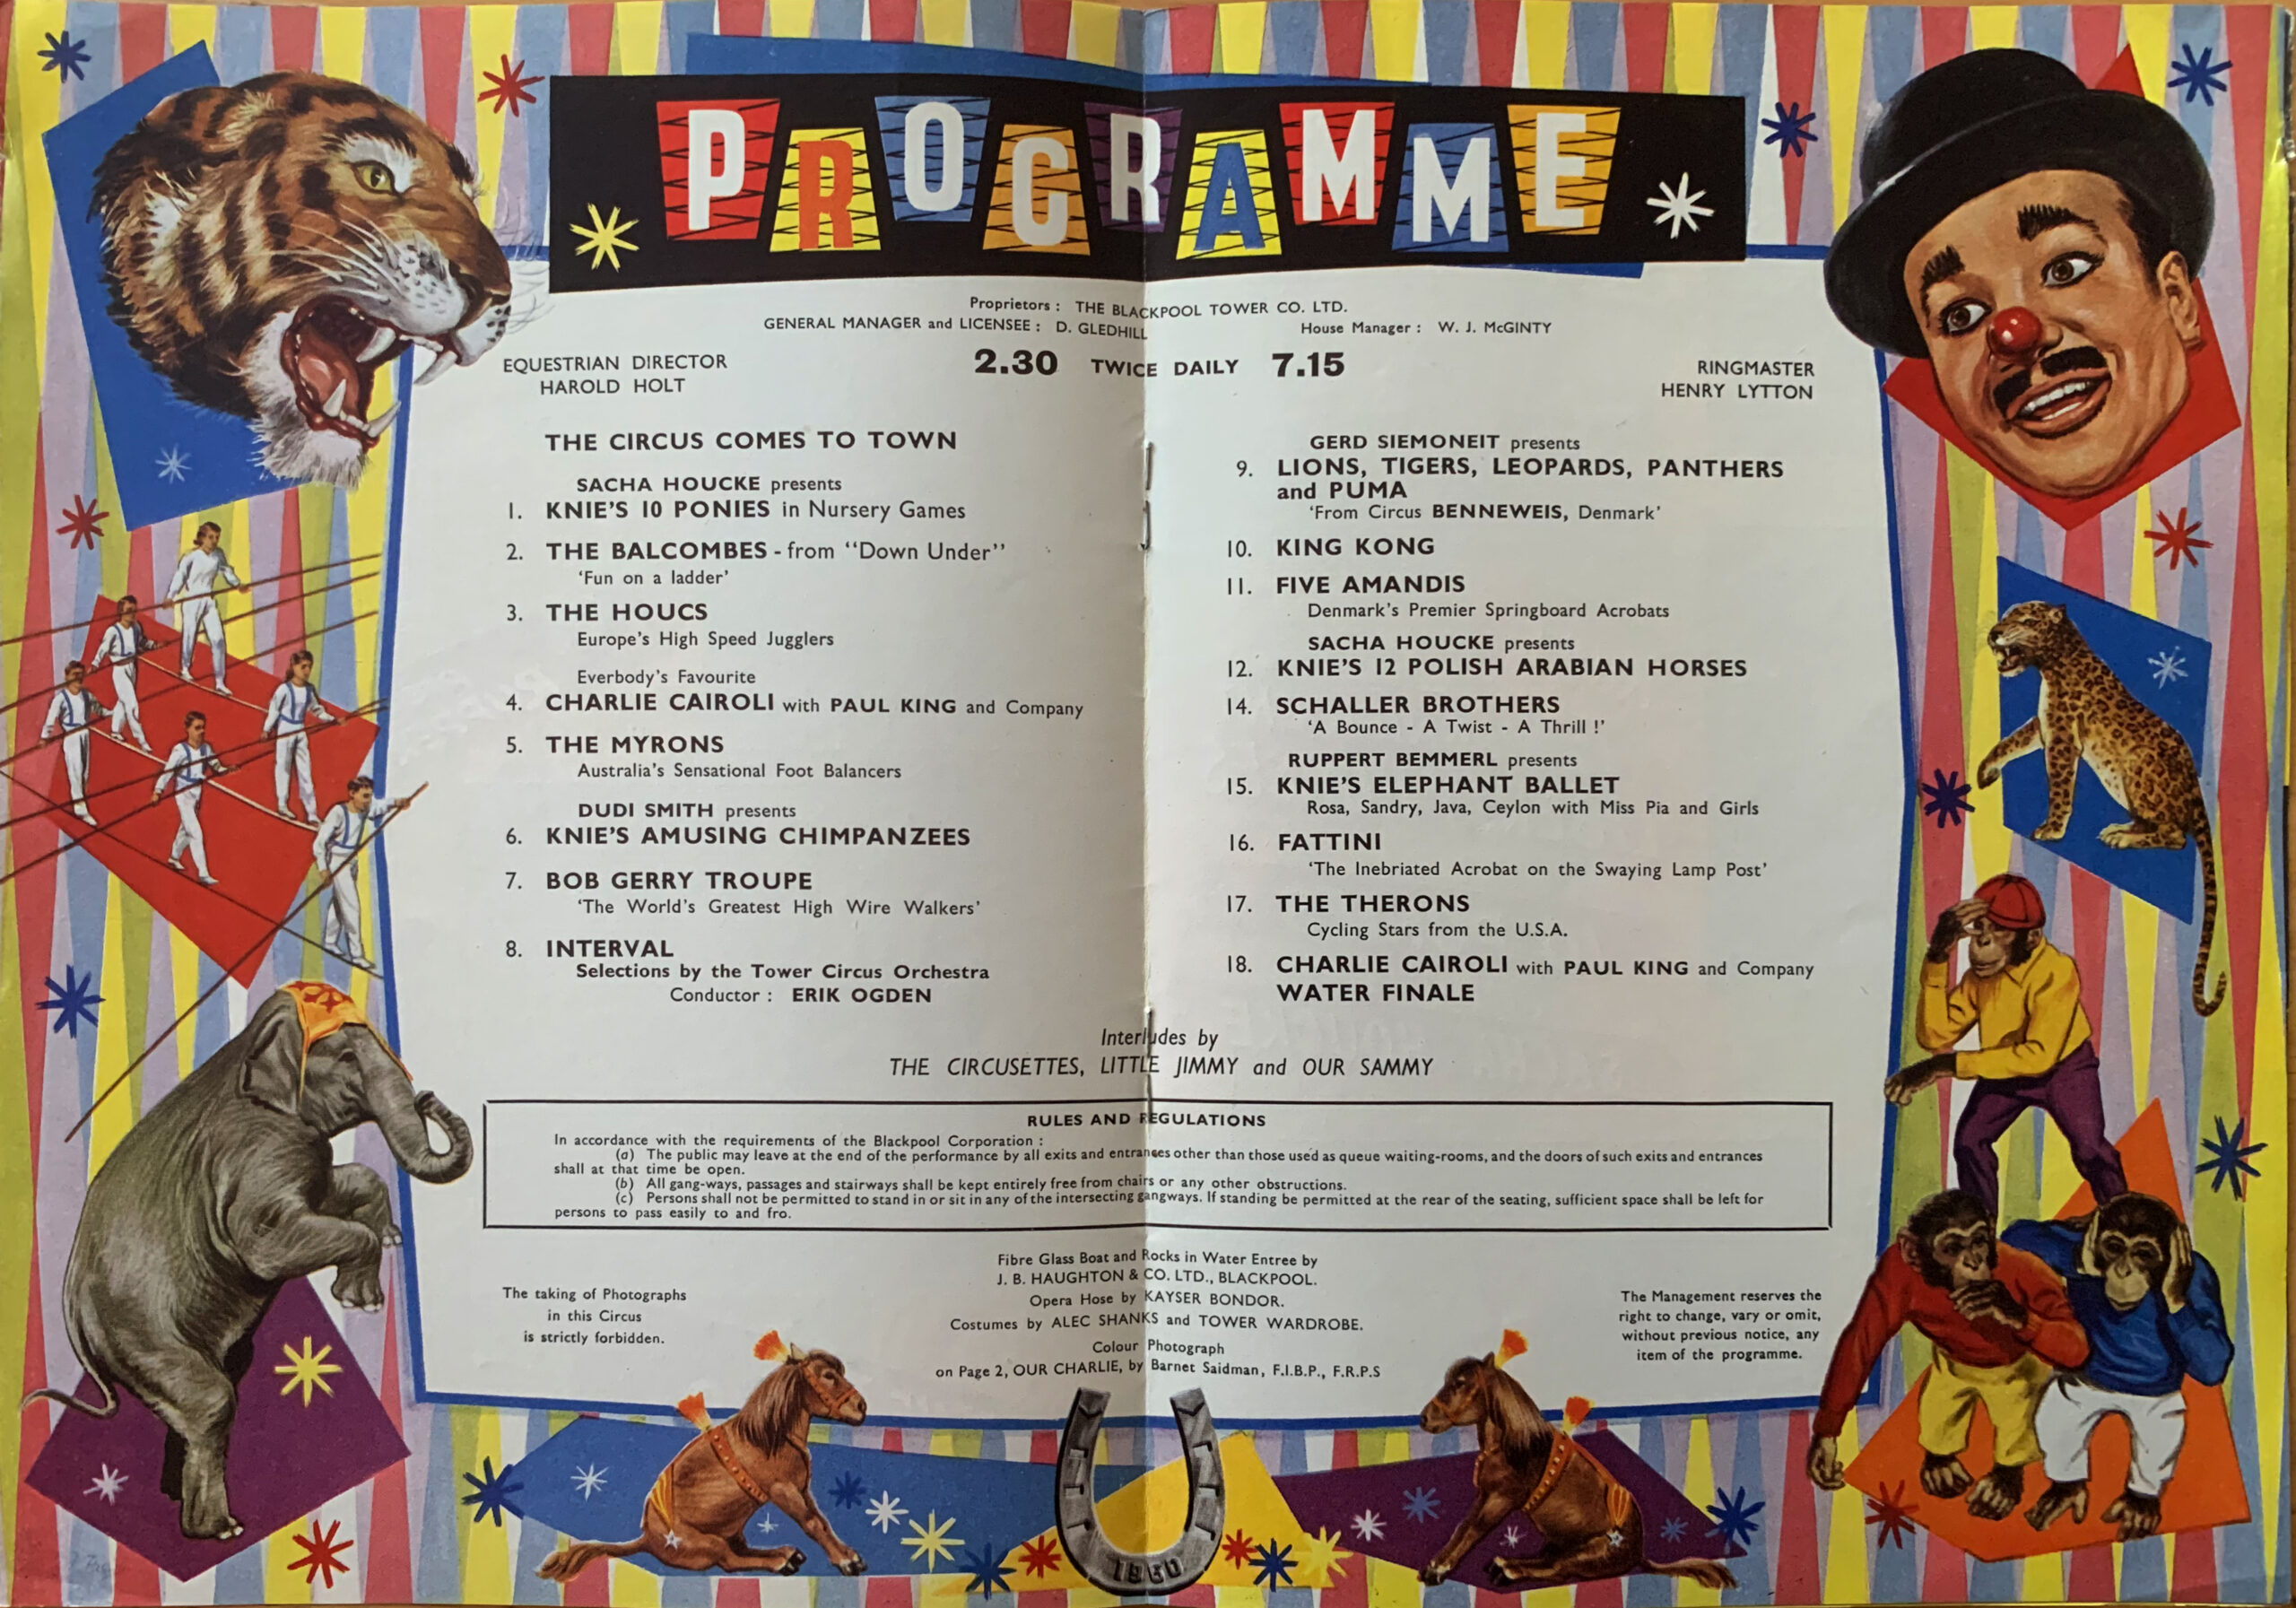 PROGRAMME
Proprietors : THE BLACKPOOL TOWER CO. LTD.
GENERAL MANAGER and LICENSEE : D. GLEDHILL
House Manager : W. J. McGINTY
EQUESTRIAN DIRECTOR
HAROLD HOLT
2.30 TWICE DAILY 7.15
RINGMASTER
HENRY LYTTON
THE CIRCUS COMES TO TOWN
SACHA HOUCKE presents
1. KNIE'S 10 PONIES in Nursery Games
2. THE BALCOMBES - from "Down Under"
'Fun on a ladder'
3. THE HOUCS
Europe's High Speed Jugglers
Everbody's Favourite
4. CHARLIE CAIROLI with PAUL KING and Company
5. THE MYRONS
Australia's Sensational Foot Balancers
DUDI SMITH presents
6. KNIE'S AMUSING CHIMPANZEES
7. BOB GERRY TROUPE
'The World's Greatest High Wire Walkers'
8. INTERVAL
Selections by the Tower Circus Orchestra
Conductor : ERIK OGDEN
GERD SIEMONEIT presents
9. LIONS, TIGERS, LEOPARDS, PANTHERS
and PUMA
'From Circus BENNEWEIS, Denmark'
10. KING KONG
11. FIVE AMANDIS
Denmark's Premier Springboard Acrobats
SACHA HOUCKE presents
12. KNIE'S 12 POLISH ARABIAN HORSES
14. SCHALLER BROTHERS
'A Bounce - A Twist - A Thrill !'
RUPPERT BEMMERL presents
15. KNIE'S ELEPHANT BALLET
Rosa, Sandry, Java, Ceylon with Miss Pia and Girls
16. FATTINI
'The Inebriated Acrobat on the Swaying Lamp Post'
17. THE THERONS
Cycling Stars from the U.S.A.
18. CHARLIE CAIROLI with PAUL KING and Company
WATER FINALE
Interludes by
THE CIRCUSETTES, LITTLE JIMMY and OUR SAMMY
RULES AND REGULATIONS
In accordance with the requirements of the Blackpool Corporation :
(a) The public may leave at the end of the performance by all exits and entrances other than those used as queue waiting-rooms, and the doors of such exits and entrances
shall at that time be open.
(b) All gang-ways, passages and stairways shall be kept entirely free from chairs or any other obstructions.
(c) Persons shall not be permitted to stand in or sit in any of the intersecting gangways. If standing be permitted at the rear of the seating, sufficient space shall be left for
persons to pass easily to and fro.
The taking of Photographs
in this Circus
is strictly forbidden.
Fibre Glass Boat and Rocks in Water Entree by
J. B. HAUGHTON & CO. LTD., BLACKPOOL.
Opera Hose by KAYSER BONDOR.
Costumes by ALEC SHANKS and TOWER WARDROBE.
Colour Photograph
on Page 2, OUR CHARLIE, by Barnet Saidman, F.I.B.P., F.R.P.S
The Management reserves the
right to change, vary or omit,
without previous notice, any
item of the programme.
1960